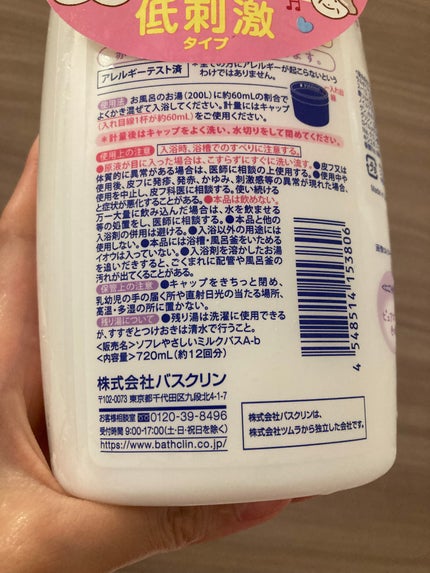 低刺激
タイプ
アレルギーテスト済
*全ての方にアレルギーが起こらないという
わけではありません。
使用法 お風呂のお湯(200L)に約60mLの割合で
よくかき混ぜて入浴してください。計量にはキャップ
(入れ目線1杯が約60mL)をご使用ください。
*計量後はキャップをよく洗い、水切りをして閉めてください。
使用上の注意 入浴時、浴槽でのすべりに注意する。
●原液が目に入った場合は、こすらずにすぐに洗い流す。●皮フ又は
体質的に異常がある場合は、医師に相談の上使用する。●使用中や
使用後、皮フに発疹、発赤、かゆみ、刺激感等の異常が現れた場合、
使用を中止し、皮フ科医に相談する。使い続ける
と症状が悪化することがある。●本品は飲めない。
万一大量に飲み込んだ場合は、水を飲ませる
等の処置をし、医師に相談する。●本品と他の
入浴剤の併用は避ける。●入浴以外の用途には
使用しない。●本品には浴槽・風呂釜をいためる
イオウは入っていない。●入浴剤を溶かしたお湯
を追いだきすると、ごくまれに配管や風呂釜の
汚れが出てくることがある。
保管上の注意 ●キャップをきちっと閉め、
乳幼児の手の届く所や直射日光の当たる場所、
高温・多湿の所に置かない。
残り湯について ●残り湯は洗濯に使用できる
が、すすぎとつけおきは清水で行うこと。
<販売名>ソフレやさしいミルクバスA-b
<内容量>720mL(約12回分)
4 548514 153806
株式会社バスクリン
〒102-0073 東京都千代田区九段北4-1-7
お客様相談室 0120-39-8496
受付時間 9:00-17:00(土・日・祝日を除く)
https://www.bathclin.co.jp/
株式会社バスクリンは、
株式会社ツムラから独立した会社です。